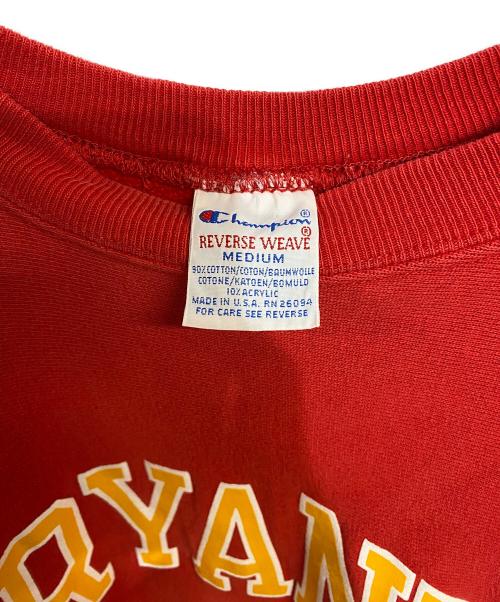 Champion®
REVERSE WEAVE®
MEDIUM
90% COTTON/COTON/BAUMWOLLE
COTONE/KATOEN/BOMULD
10% ACRYLIC
MADE IN U.S.A. RN 26094
FOR CARE SEE REVERSE
RYANT